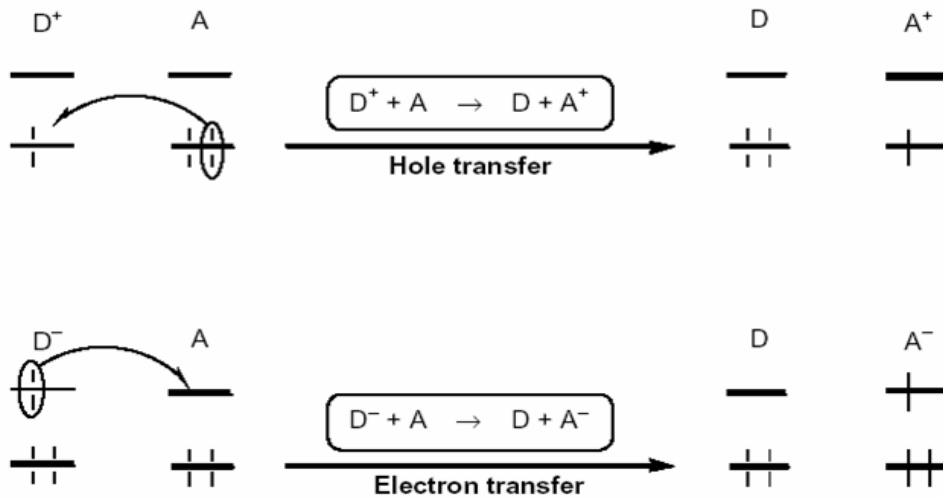 D⁺ A D A⁺
D⁺ + A → D + A⁺
Hole transfer
D⁻ A D A⁻
D⁻ + A → D + A⁻
Electron transfer